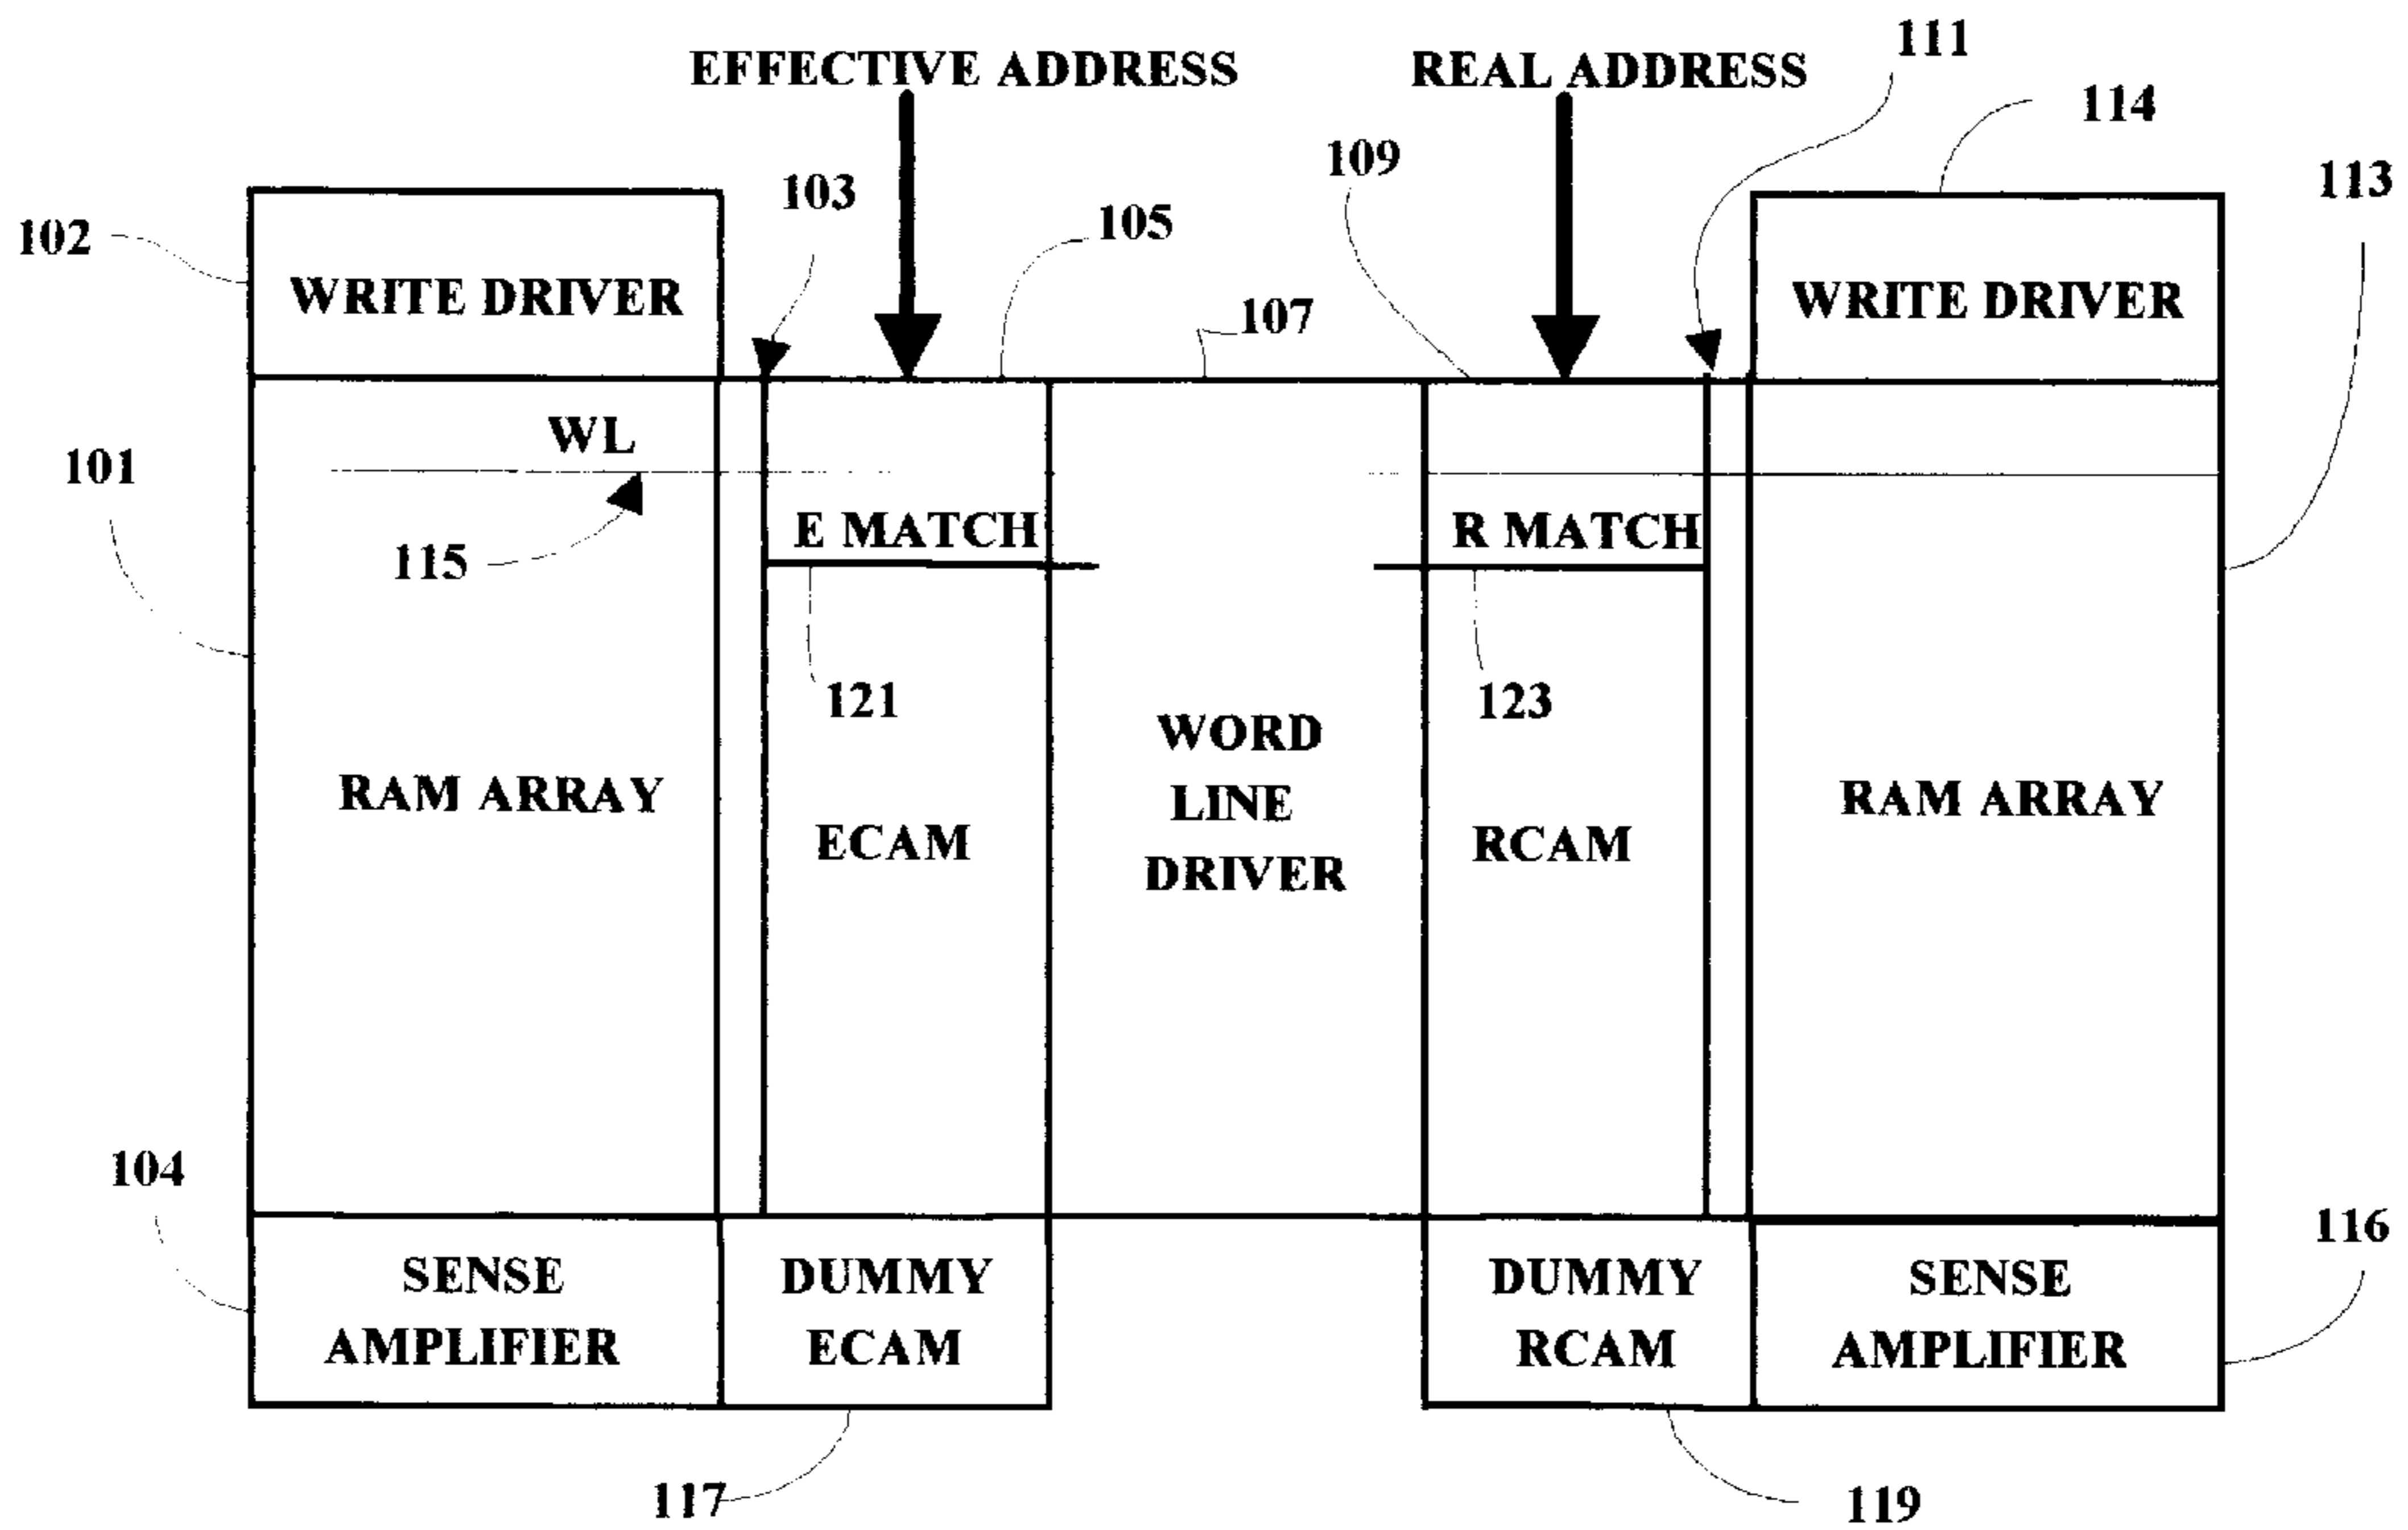 111
EFFECTIVE ADDRESS
REAL ADDRESS
114
109
113
103
105
102
107
WRITE DRIVER
WRITE DRIVER
WL
101
E MATCH
R MATCH
115
121
123
WORD
LINE
DRIVER
RAM ARRAY
RAM ARRAY
ECAM
RCAM
104
116
SENSE
AMPLIFIER
DUMMY
ECAM
DUMMY
RCAM
SENSE
AMPLIFIER
117
119